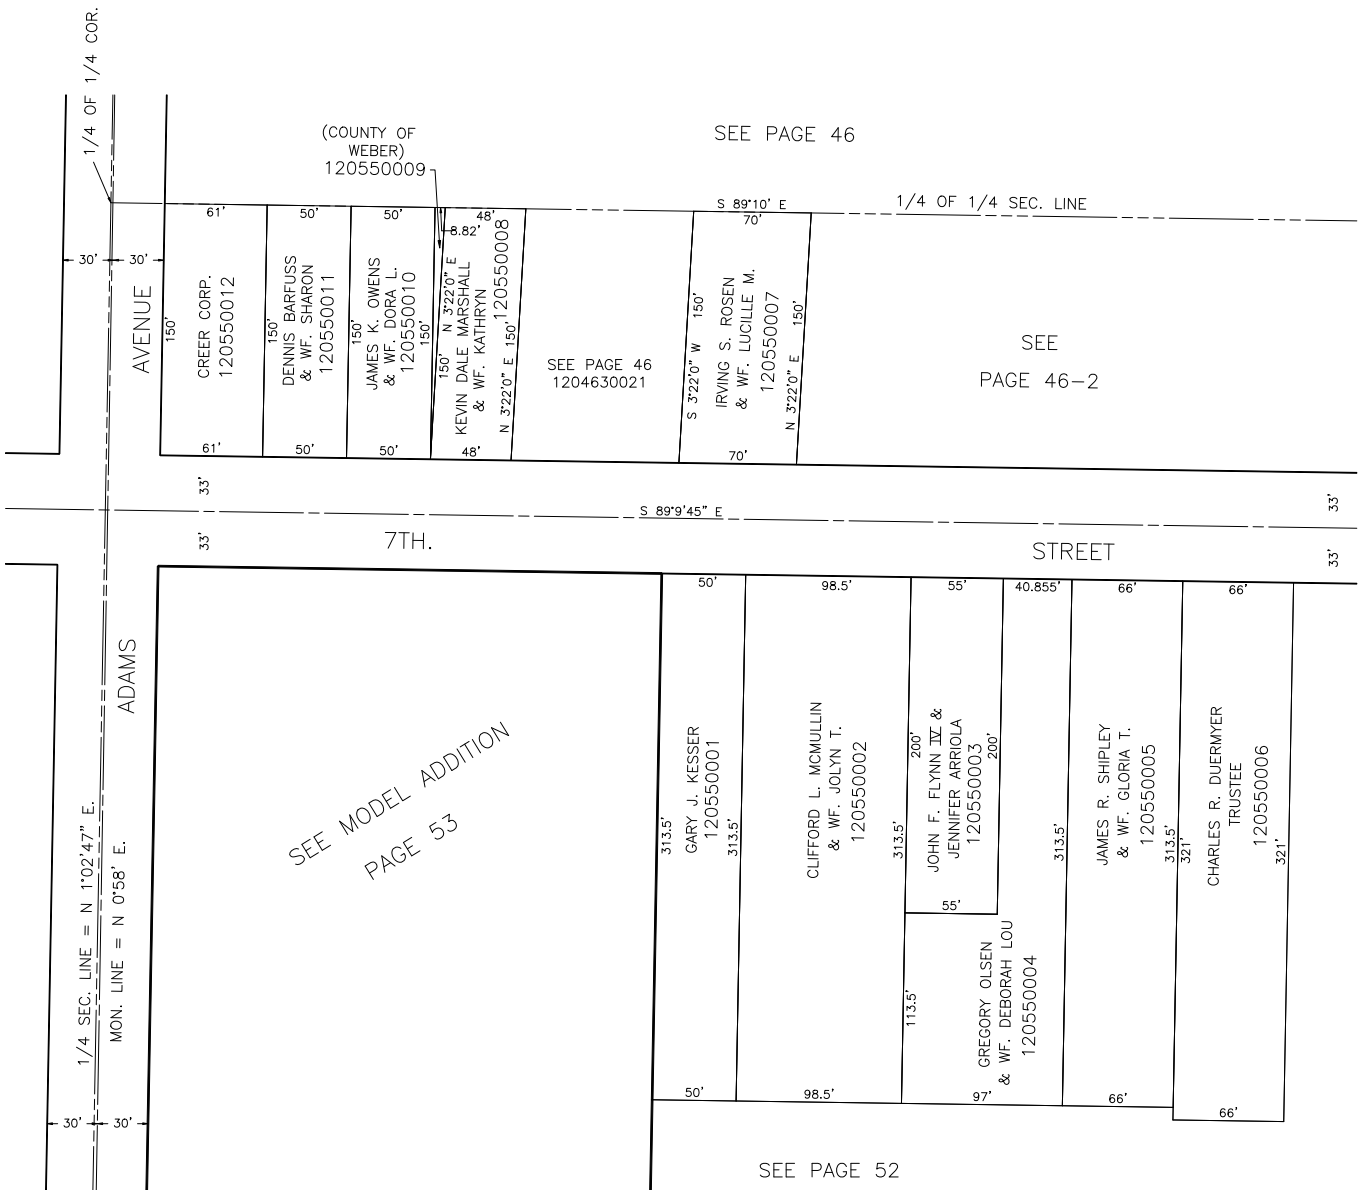 1/4 OF 1/4 COR.
(COUNTY OF
WEBER)
120550009
SEE PAGE 46
S 89°10' E
1/4 OF 1/4 SEC. LINE
61'
50'
50'
48'
8.82'
70'
30'
30'
AVENUE
150'
CREER CORP.
120550012
150'
DENNIS BARFUSS
& WF. SHARON
120550011
150'
JAMES K. OWENS
& WF. DORA L.
120550010
150'
150'
N 3°22'0" E
KEVIN DALE MARSHALL
& WF. KATHRYN
120550008
N 3°22'0" E 150'
SEE PAGE 46
1204630021
S 3°22'0" W 150'
IRVING S. ROSEN
& WF. LUCILLE M.
120550007
N 3°22'0" E 150'
SEE
PAGE 46-2
61'
50'
50'
48'
70'
33'
33'
S 89°9'45" E
33'
33'
7TH.
STREET
50'
98.5'
55'
40.855'
66'
66'
ADAMS
SEE MODEL ADDITION
PAGE 53
313.5'
GARY J. KESSER
120550001
313.5'
CLIFFORD L. MCMULLIN
& WF. JOLYN T.
120550002
313.5'
200'
JOHN F. FLYNN IV &
JENNIFER ARRIOLA
120550003
200'
55'
113.5'
GREGORY OLSEN
& WF. DEBORAH LOU
120550004
313.5'
JAMES R. SHIPLEY
& WF. GLORIA T.
120550005
313.5'
321'
CHARLES R. DUERMYER
TRUSTEE
120550006
321'
1/4 SEC. LINE = N 1°02'47" E.
MON. LINE = N 0°58' E.
50'
98.5'
97'
66'
66'
30'
30'
SEE PAGE 52